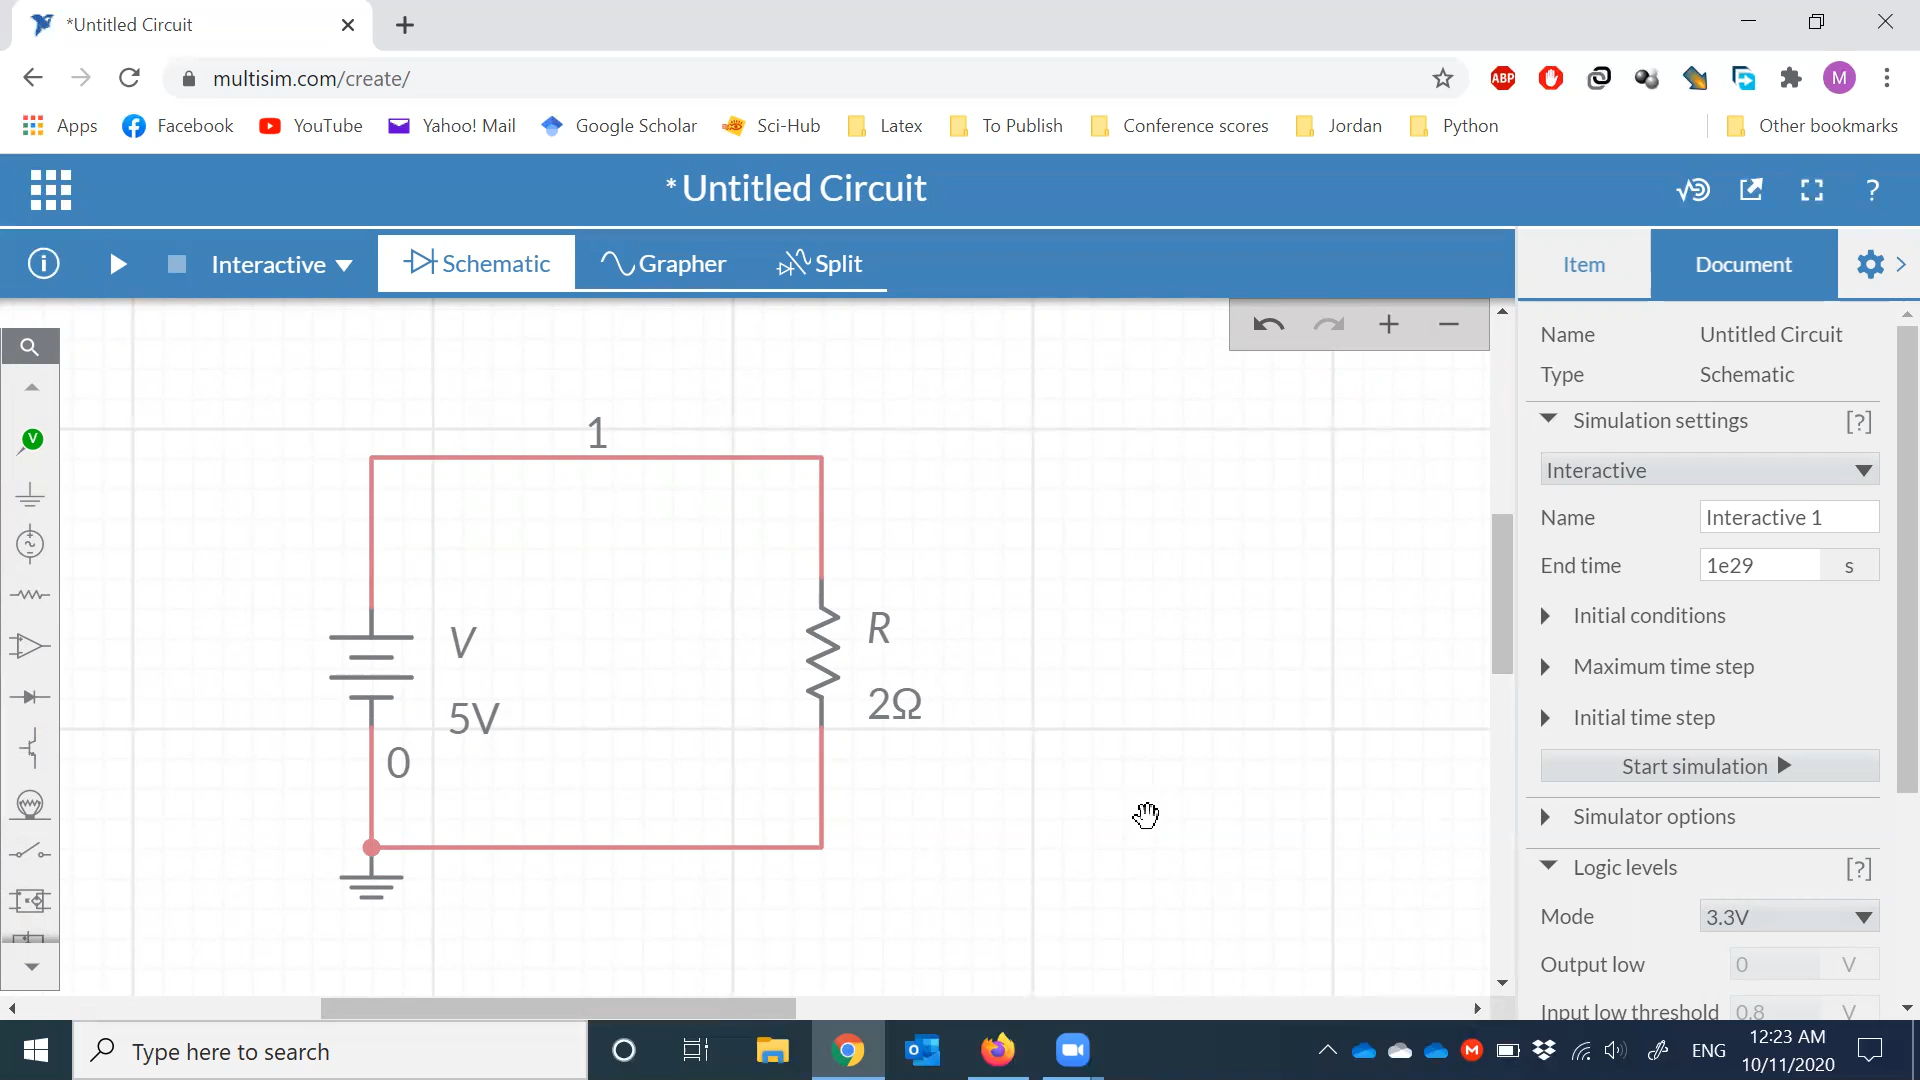 *Untitled Circuit
multisim.com/create/
ABP
M
Apps
Facebook
YouTube
Yahoo! Mail
Google Scholar
Sci-Hub
Latex
To Publish
Conference scores
Jordan
Python
Other bookmarks
* Untitled Circuit
?
Interactive
Schematic
Grapher
Split
Item
Document
Name
Untitled Circuit
Type
Schematic
Simulation settings
[?]
Interactive
Name
Interactive 1
End time
1e29
s
Initial conditions
Maximum time step
Initial time step
Start simulation
Simulator options
Logic levels
[?]
Mode
3.3V
Output low
0
V
Input low threshold
0.8
V
V
1
V
5V
0
R
2Ω
Type here to search
ENG
12:23 AM
10/11/2020